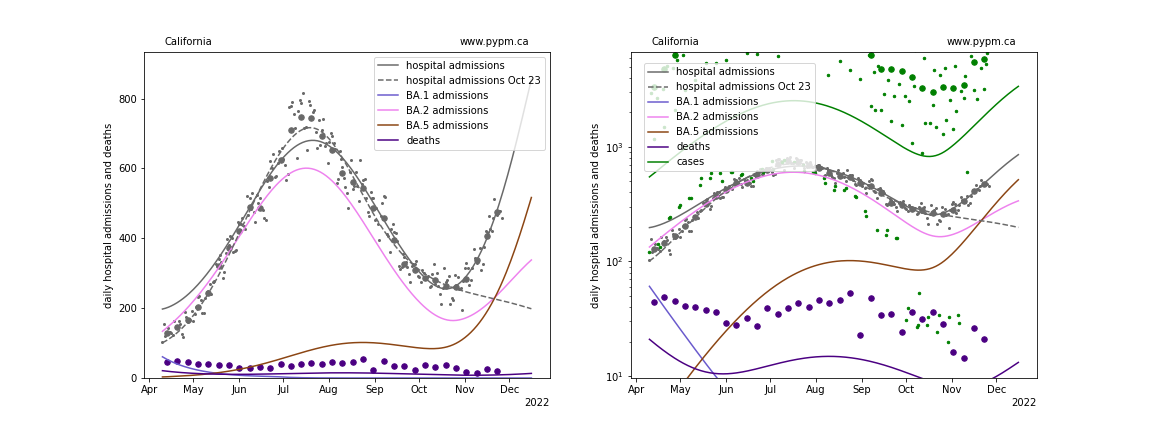 California www.pypm.ca
hospital admissions
hospital admissions Oct 23
BA.1 admissions
BA.2 admissions
BA.5 admissions
deaths
daily hospital admissions and deaths
800
600
400
200
0
Apr May Jun Jul Aug Sep Oct Nov Dec
2022
California www.pypm.ca
hospital admissions
hospital admissions Oct 23
BA.1 admissions
BA.2 admissions
BA.5 admissions
deaths
cases
daily hospital admissions and deaths
10³
10²
10¹
Apr May Jun Jul Aug Sep Oct Nov Dec
2022